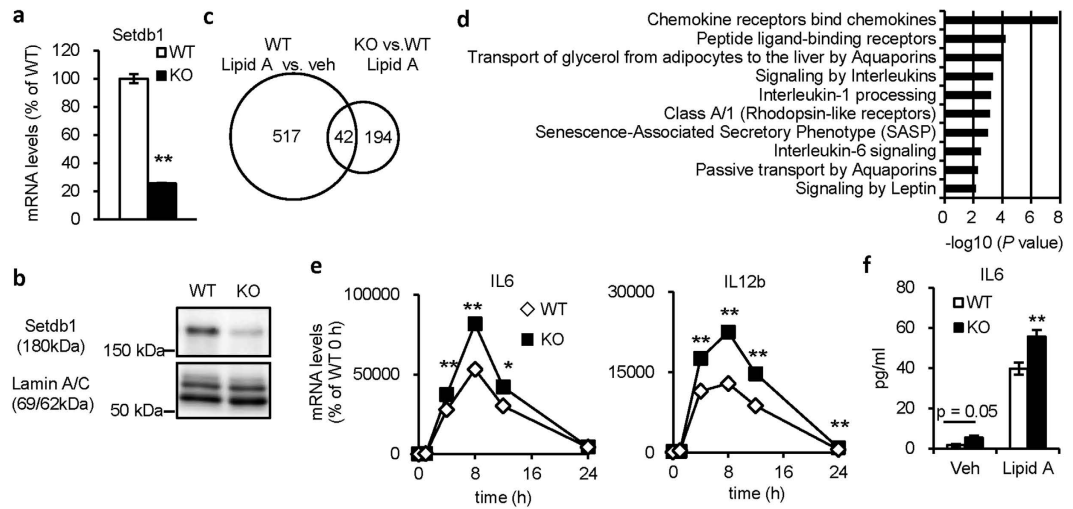 a
Setdb1
mRNA levels (% of WT)
120
100
80
60
40
20
0
WT
KO
**
b
WT KO
Setdb1
(180kDa)
150 kDa
Lamin A/C
(69/62kDa)
50 kDa
c
WT
Lipid A vs. veh
KO vs.WT
Lipid A
517
42
194
d
Chemokine receptors bind chemokines
Peptide ligand-binding receptors
Transport of glycerol from adipocytes to the liver by Aquaporins
Signaling by Interleukins
Interleukin-1 processing
Class A/1 (Rhodopsin-like receptors)
Senescence-Associated Secretory Phenotype (SASP)
Interleukin-6 signaling
Passive transport by Aquaporins
Signaling by Leptin
0 2 4 6 8
-log10 (P value)
e
IL6
mRNA levels
(% of WT 0 h)
100000
50000
0
WT
KO
**
**
*
0 8 16 24
time (h)
IL12b
30000
15000
0
**
**
**
**
0 8 16 24
time (h)
f
IL6
pg/ml
80
60
40
20
0
WT
KO
**
p = 0.05
Veh Lipid A